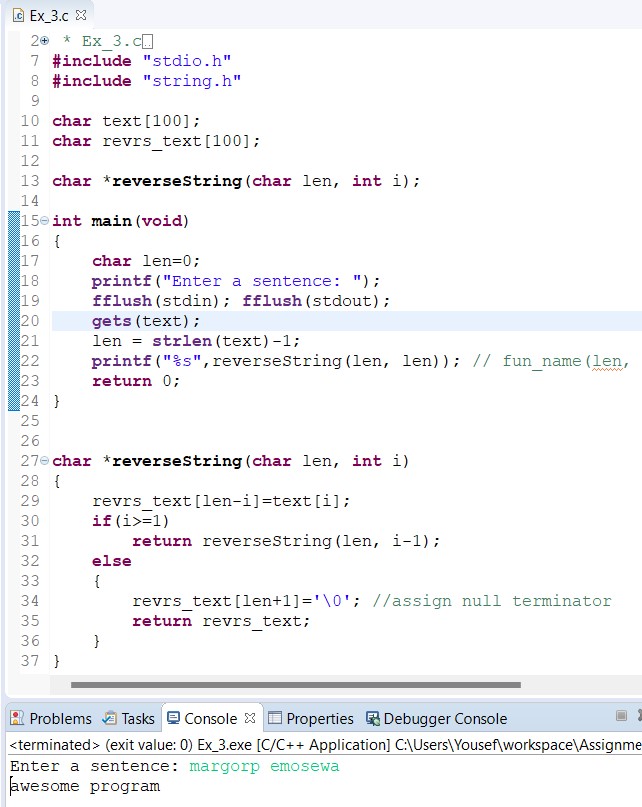 Ex_3.c
2 * Ex_3.c
7 #include "stdio.h"
8 #include "string.h"
9
10 char text[100];
11 char revrs_text[100];
12
13 char *reverseString(char len, int i);
14
15 int main(void)
16 {
17     char len=0;
18     printf("Enter a sentence: ");
19     fflush(stdin); fflush(stdout);
20     gets(text);
21     len = strlen(text)-1;
22     printf("%s",reverseString(len, len)); // fun_name(len,
23     return 0;
24 }
25
26
27 char *reverseString(char len, int i)
28 {
29     revrs_text[len-i]=text[i];
30     if(i>=1)
31         return reverseString(len, i-1);
32     else
33     {
34         revrs_text[len+1]='\0'; //assign null terminator
35         return revrs_text;
36     }
37 }
Problems Tasks Console Properties Debugger Console
<terminated> (exit value: 0) Ex_3.exe [C/C++ Application] C:\Users\Yousef\workspace\Assignme
Enter a sentence: margorp emosewa
awesome program